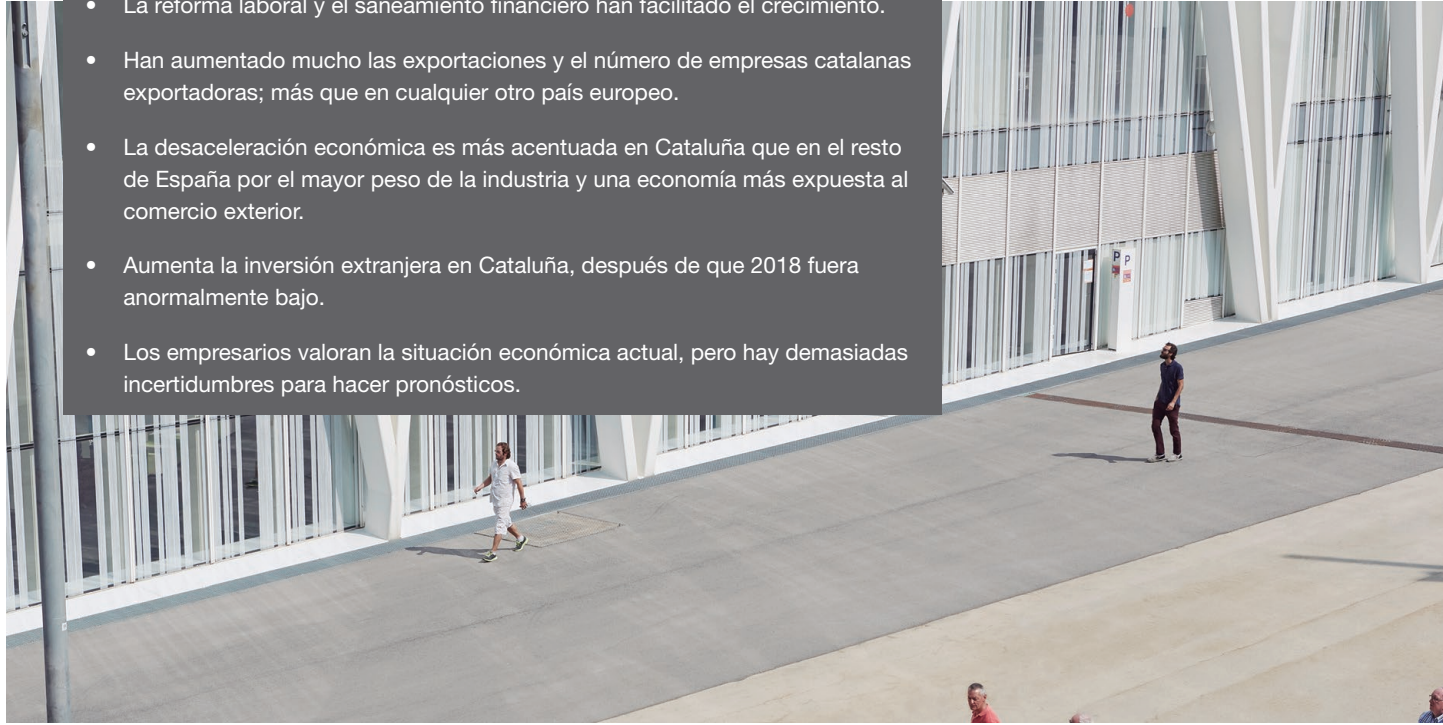 • La reforma laboral y el saneamiento financiero han facilitado el crecimiento.
• Han aumentado mucho las exportaciones y el número de empresas catalanas
exportadoras; más que en cualquier otro país europeo.
• La desaceleración económica es más acentuada en Cataluña que en el resto
de España por el mayor peso de la industria y una economía más expuesta al
comercio exterior.
• Aumenta la inversión extranjera en Cataluña, después de que 2018 fuera
anormalmente bajo.
• Los empresarios valoran la situación económica actual, pero hay demasiadas
incertidumbres para hacer pronósticos.
P P